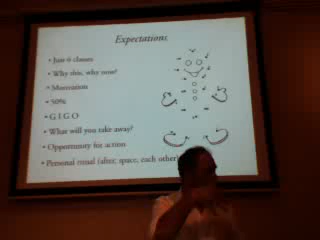 Expectations
Just 6 classes
Why this, why now?
Motivation
50%
G I G O
What will you take away?
Opportunity for action
Personal ritual (after, space, each other)